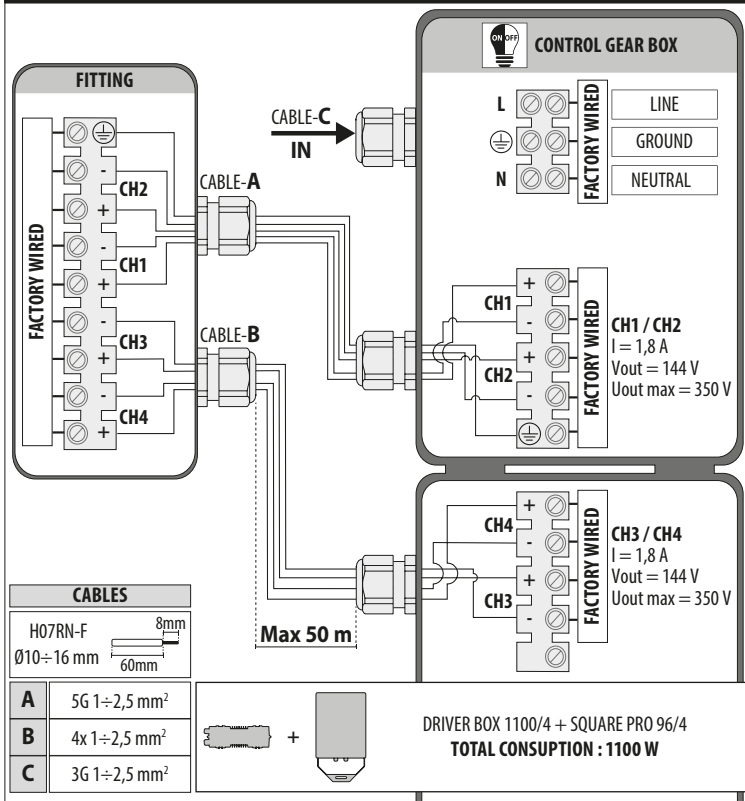 ON OFF
CONTROL GEAR BOX
FITTING
FACTORY WIRED
⏚
-
CH2
+
-
CH1
+
-
CH3
+
-
CH4
+
CABLE-A
CABLE-B
CABLE-C
IN
L
⏚
N
FACTORY WIRED
LINE
GROUND
NEUTRAL
+
CH1
-
+
CH2
-
⏚
FACTORY WIRED
CH1 / CH2
I = 1,8 A
Vout = 144 V
Uout max = 350 V
+
CH4
-
+
CH3
-
FACTORY WIRED
CH3 / CH4
I = 1,8 A
Vout = 144 V
Uout max = 350 V
Max 50 m
CABLES
H07RN-F
Ø10÷16 mm
8mm
60mm
A 5G 1÷2,5 mm²
B 4x 1÷2,5 mm²
C 3G 1÷2,5 mm²
+
DRIVER BOX 1100/4 + SQUARE PRO 96/4
TOTAL CONSUPTION : 1100 W